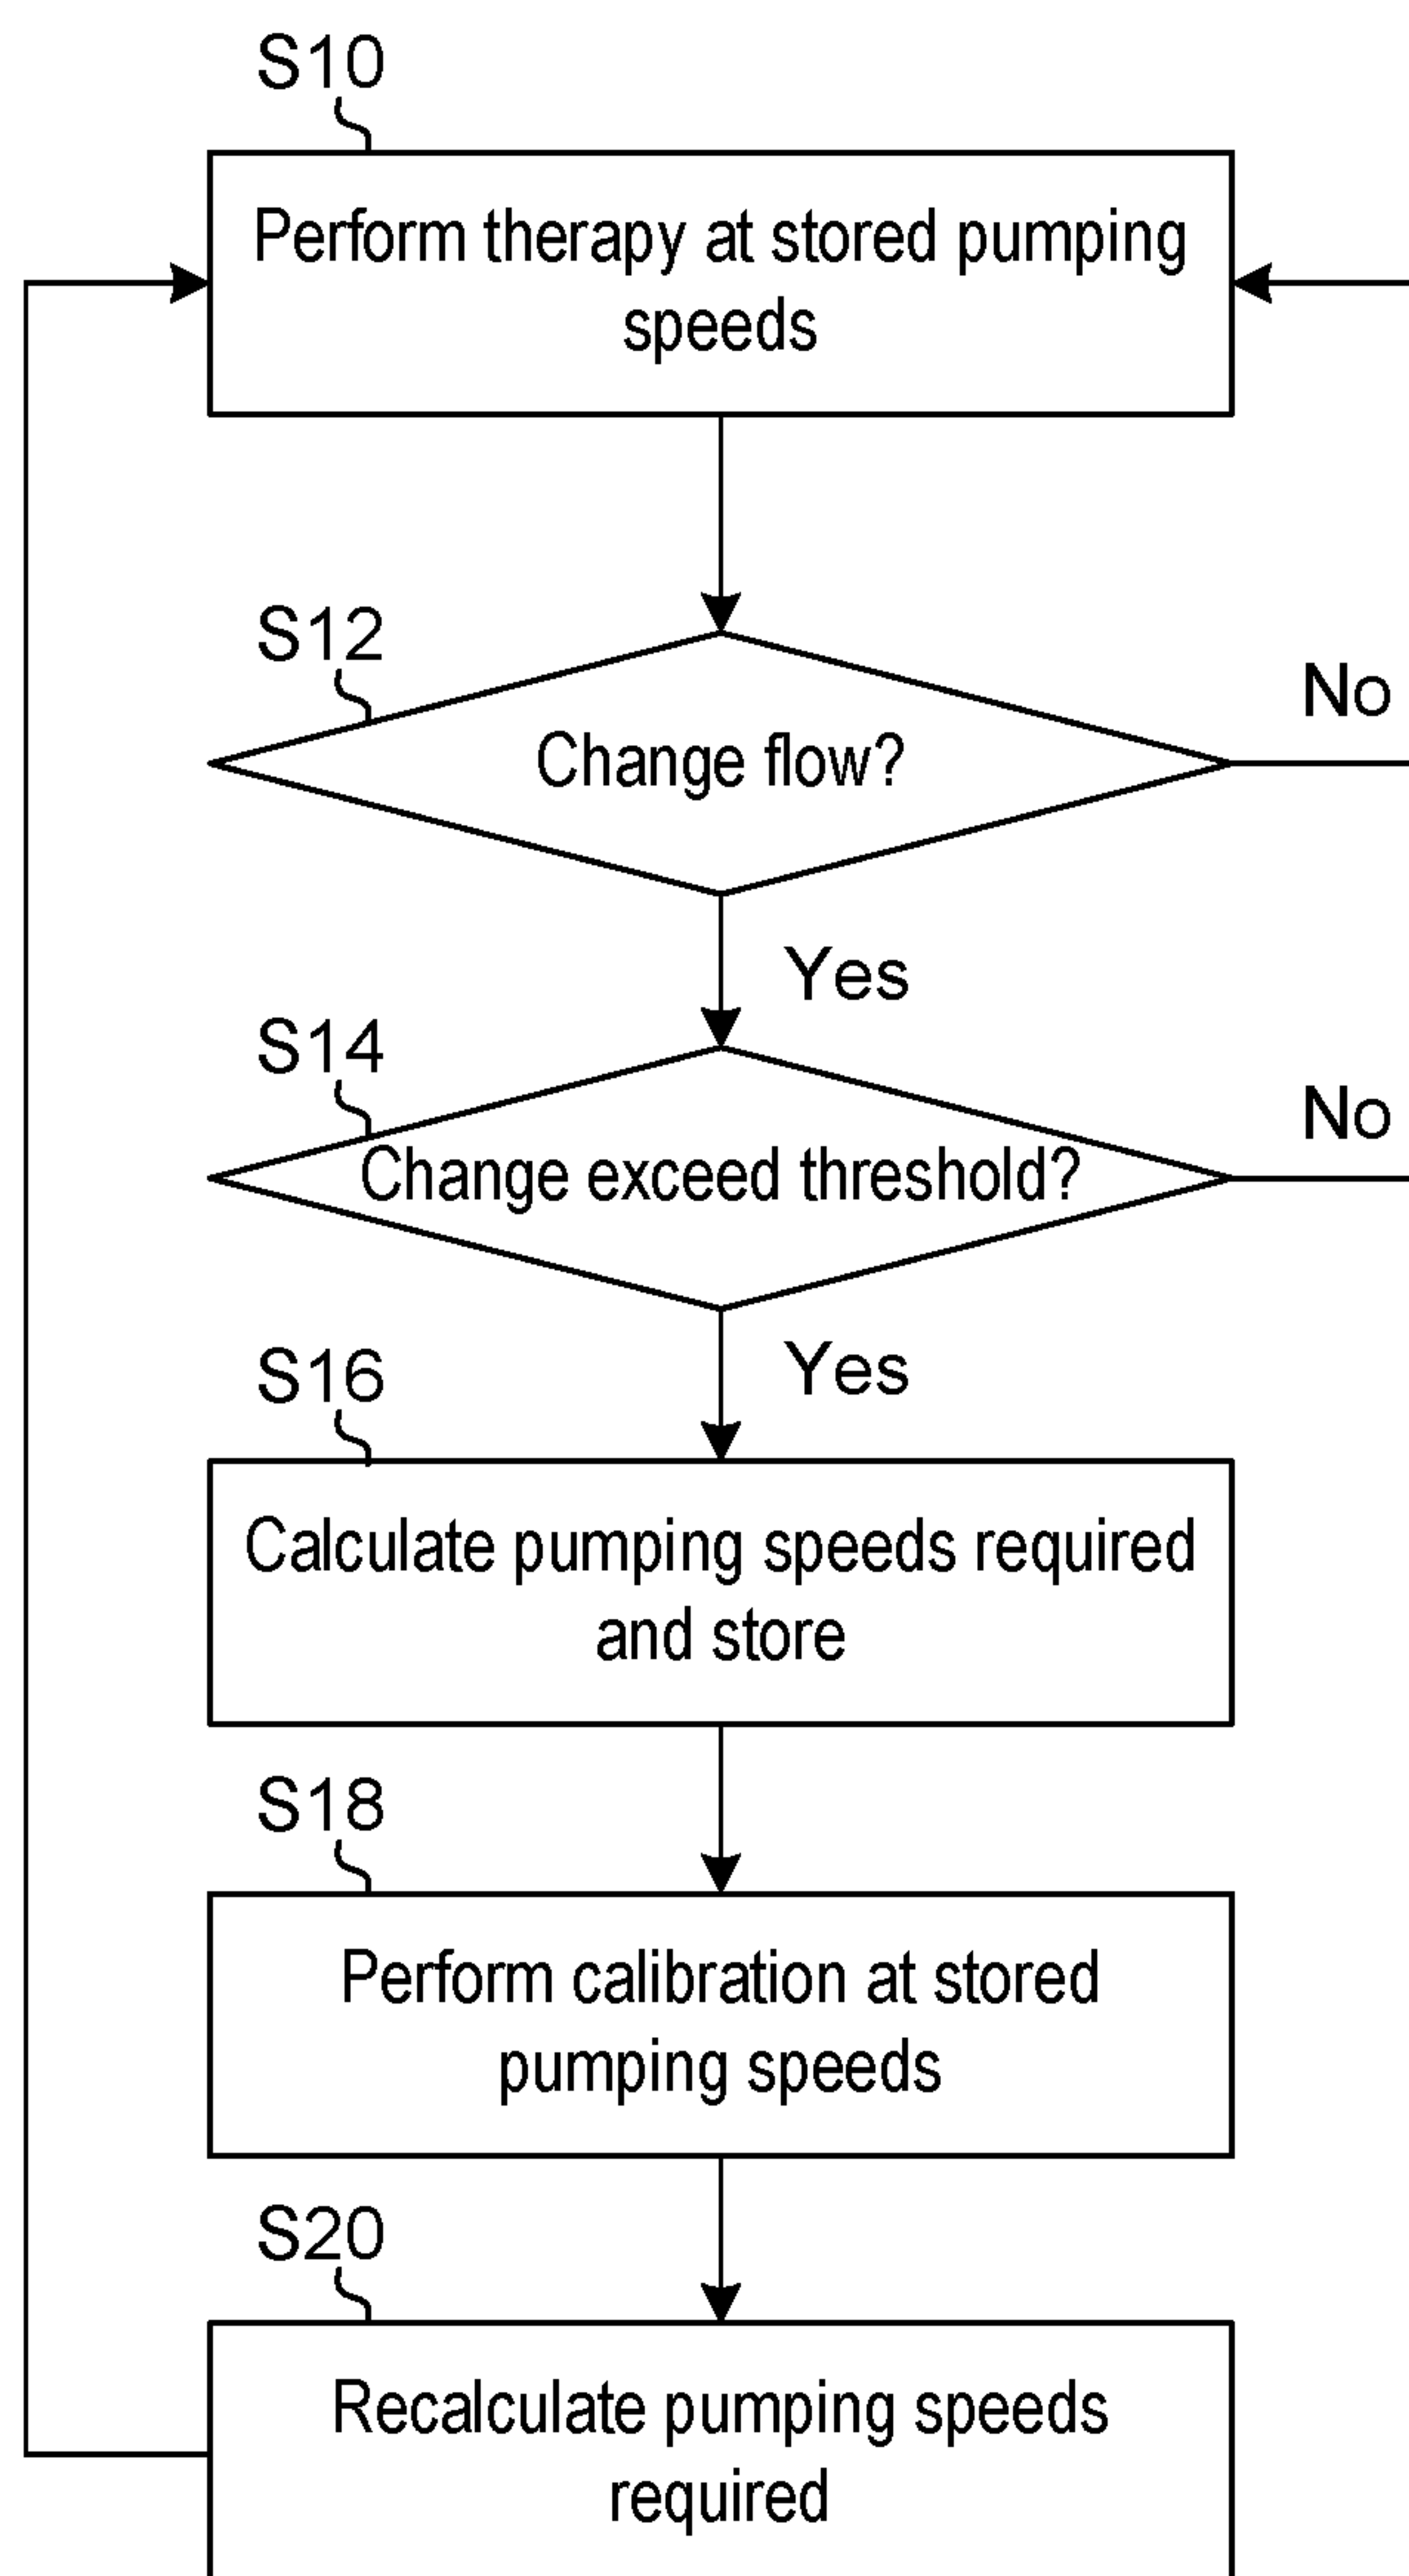 S10
Perform therapy at stored pumping
speeds
S12
Change flow?
No
Yes
S14
Change exceed threshold?
No
Yes
S16
Calculate pumping speeds required
and store
S18
Perform calibration at stored
pumping speeds
S20
Recalculate pumping speeds
required